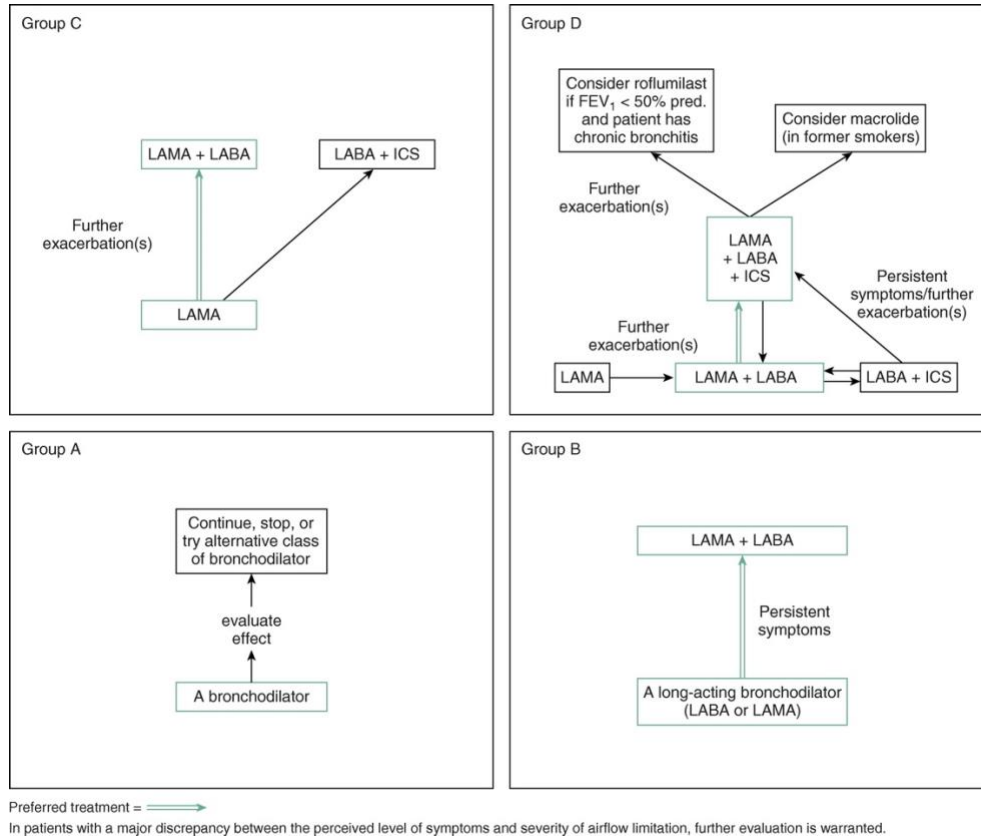 Group C
LAMA + LABA
LABA + ICS
Further
exacerbation(s)
LAMA
Group D
Consider roflumilast
if FEV₁ < 50% pred.
and patient has
chronic bronchitis
Consider macrolide
(in former smokers)
Further
exacerbation(s)
LAMA
+ LABA
+ ICS
Persistent
symptoms/further
exacerbation(s)
Further
exacerbation(s)
LAMA
LAMA + LABA
LABA + ICS
Group A
Continue, stop, or
try alternative class
of bronchodilator
evaluate
effect
A bronchodilator
Group B
LAMA + LABA
Persistent
symptoms
A long-acting bronchodilator
(LABA or LAMA)
Preferred treatment =
In patients with a major discrepancy between the perceived level of symptoms and severity of airflow limitation, further evaluation is warranted.